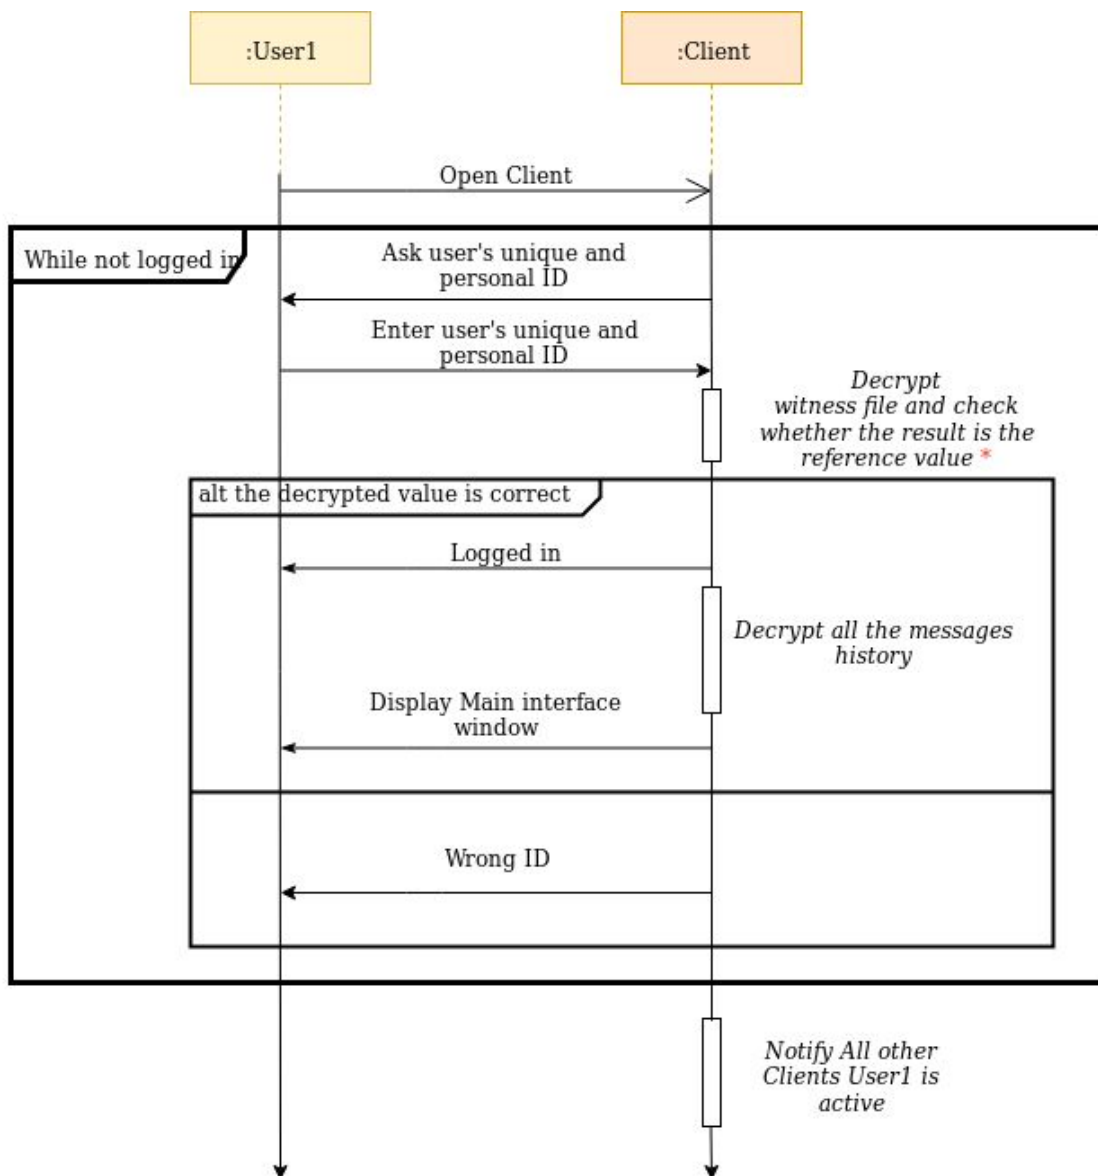 :User1
:Client
Open Client
While not logged in
Ask user's unique and
personal ID
Enter user's unique and
personal ID
Decrypt
witness file and check
whether the result is the
reference value *
alt the decrypted value is correct
Logged in
Decrypt all the messages
history
Display Main interface
window
Wrong ID
Notify All other
Clients User1 is
active